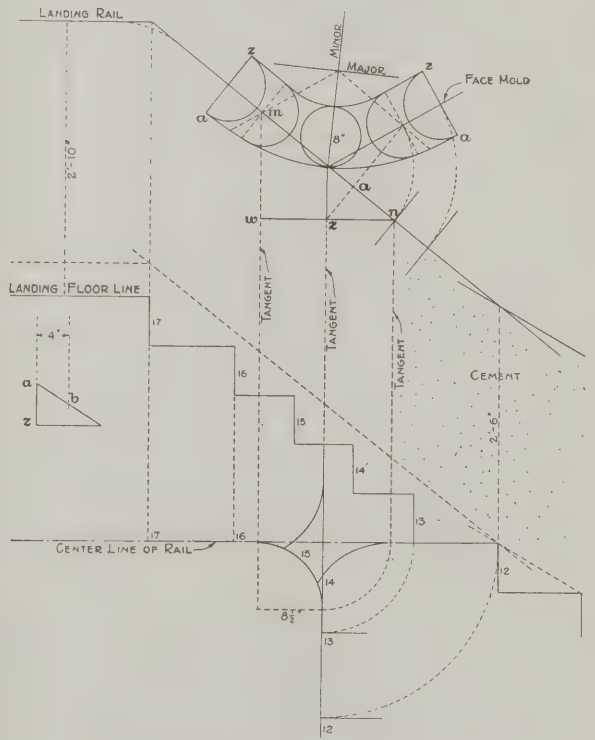 LANDING RAIL
MINOR
MAJOR
z
z
FACE MOLD
a
m
8"
a
2'-10"
a
w
z
n
TANGENT
TANGENT
TANGENT
LANDING FLOOR LINE
17
4"
16
CEMENT
a
b
15
2'-6"
z
14
13
17
16
CENTER LINE OF RAIL
15
12
14
8½"
13
12